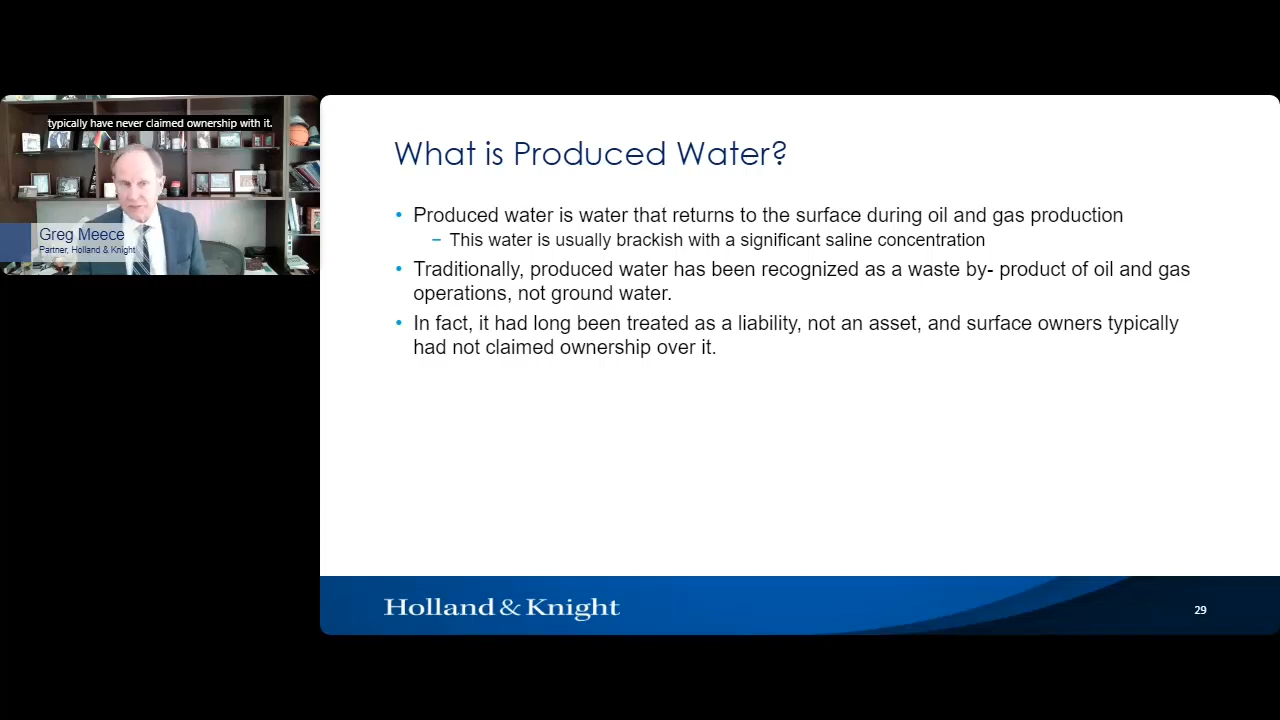 typically have never claimed ownership with it.
Greg Meece
Partner, Holland & Knight
What is Produced Water?
• Produced water is water that returns to the surface during oil and gas production
– This water is usually brackish with a significant saline concentration
• Traditionally, produced water has been recognized as a waste by- product of oil and gas
operations, not ground water.
• In fact, it had long been treated as a liability, not an asset, and surface owners typically
had not claimed ownership over it.
Holland & Knight
29